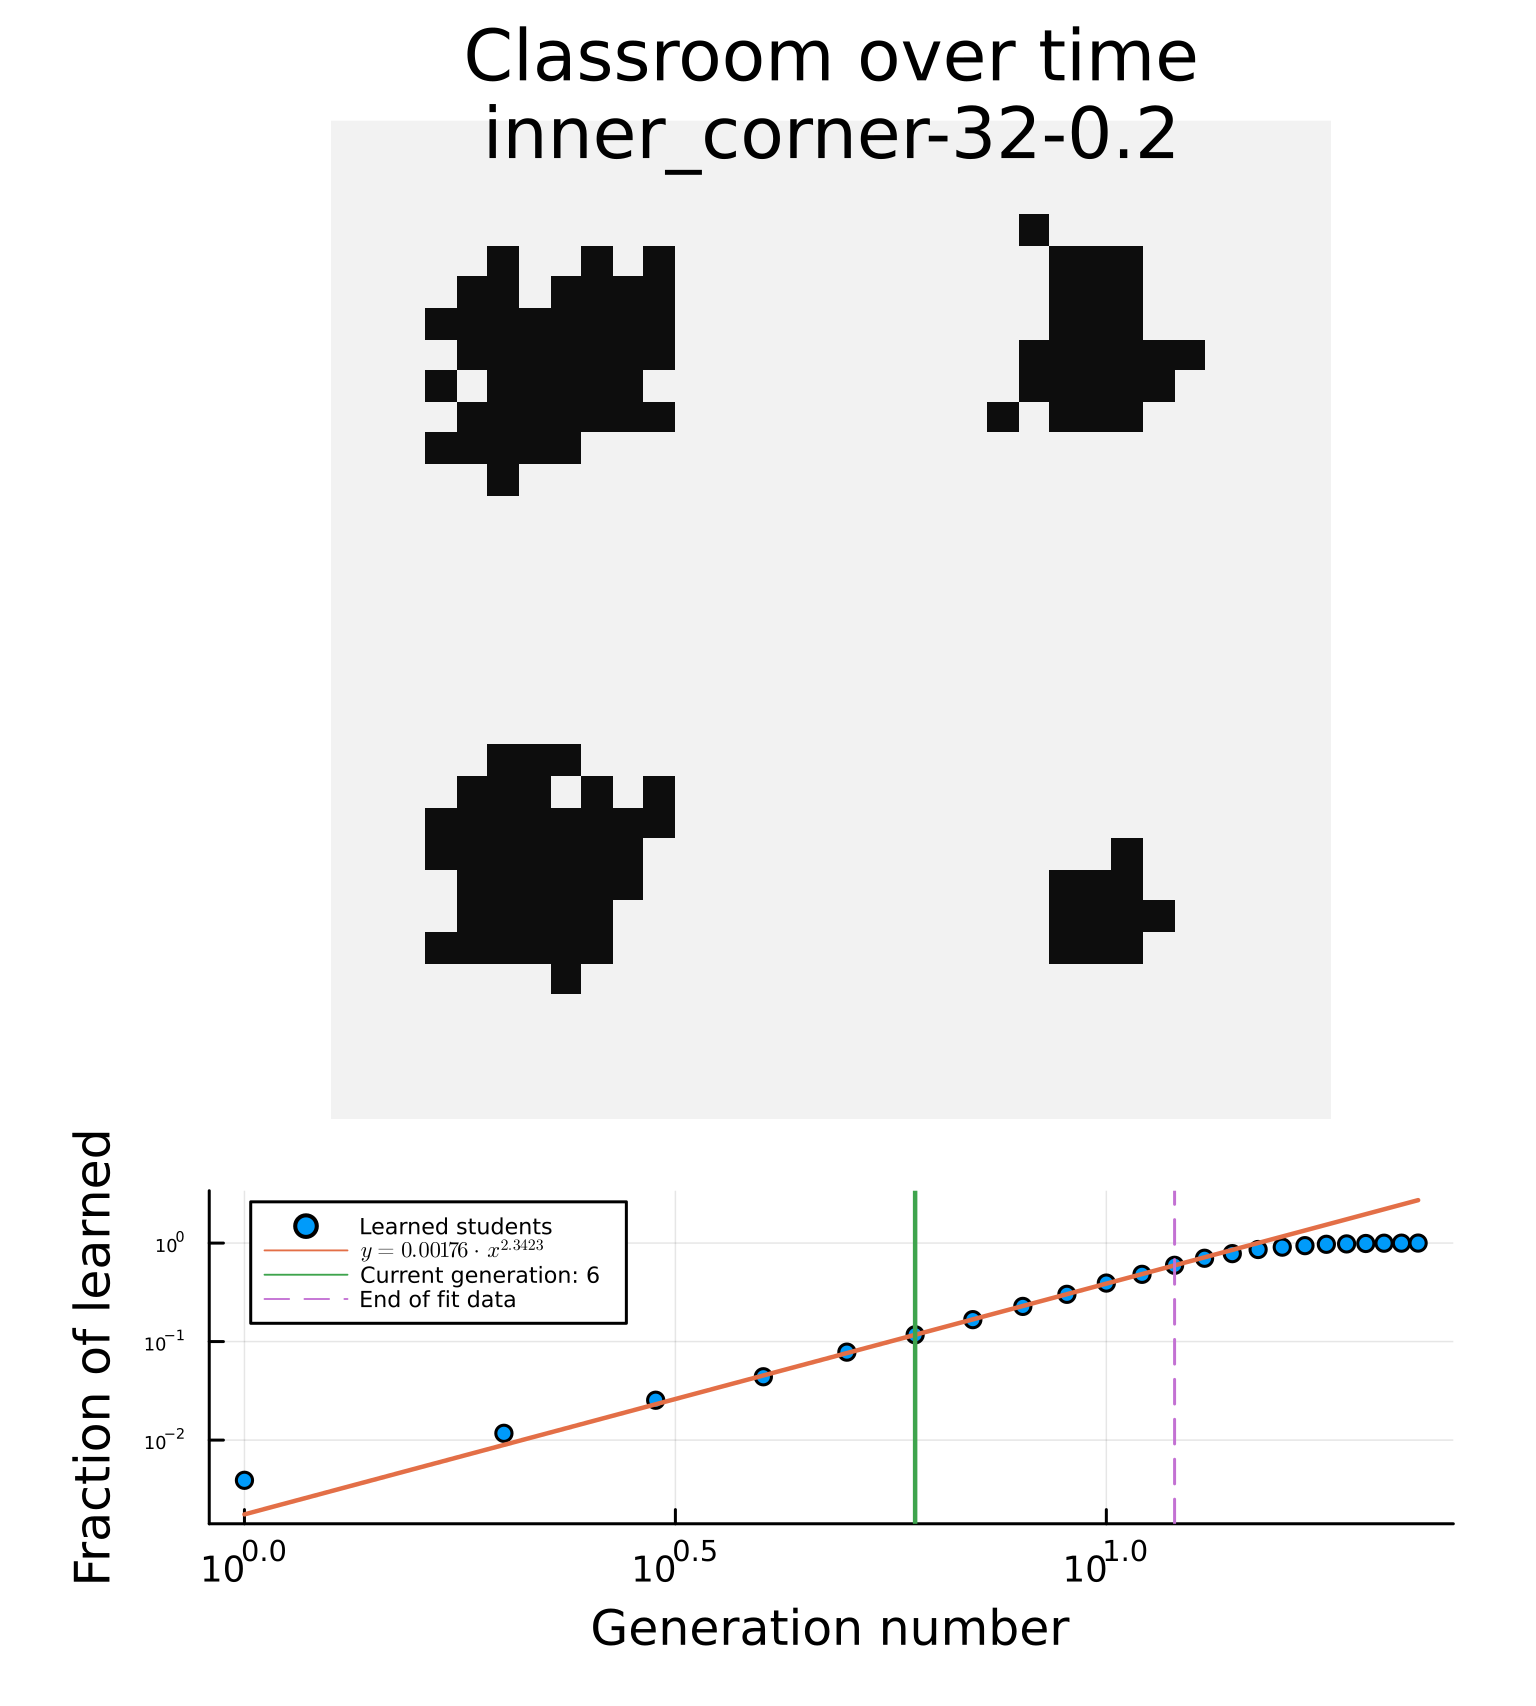 Classroom over time
inner_corner-32-0.2
Fraction of learned
10^0
10^-1
10^-2
Learned students
y = 0.00176 · x^2.3423
Current generation: 6
End of fit data
10^0.0 10^0.5 10^1.0
Generation number